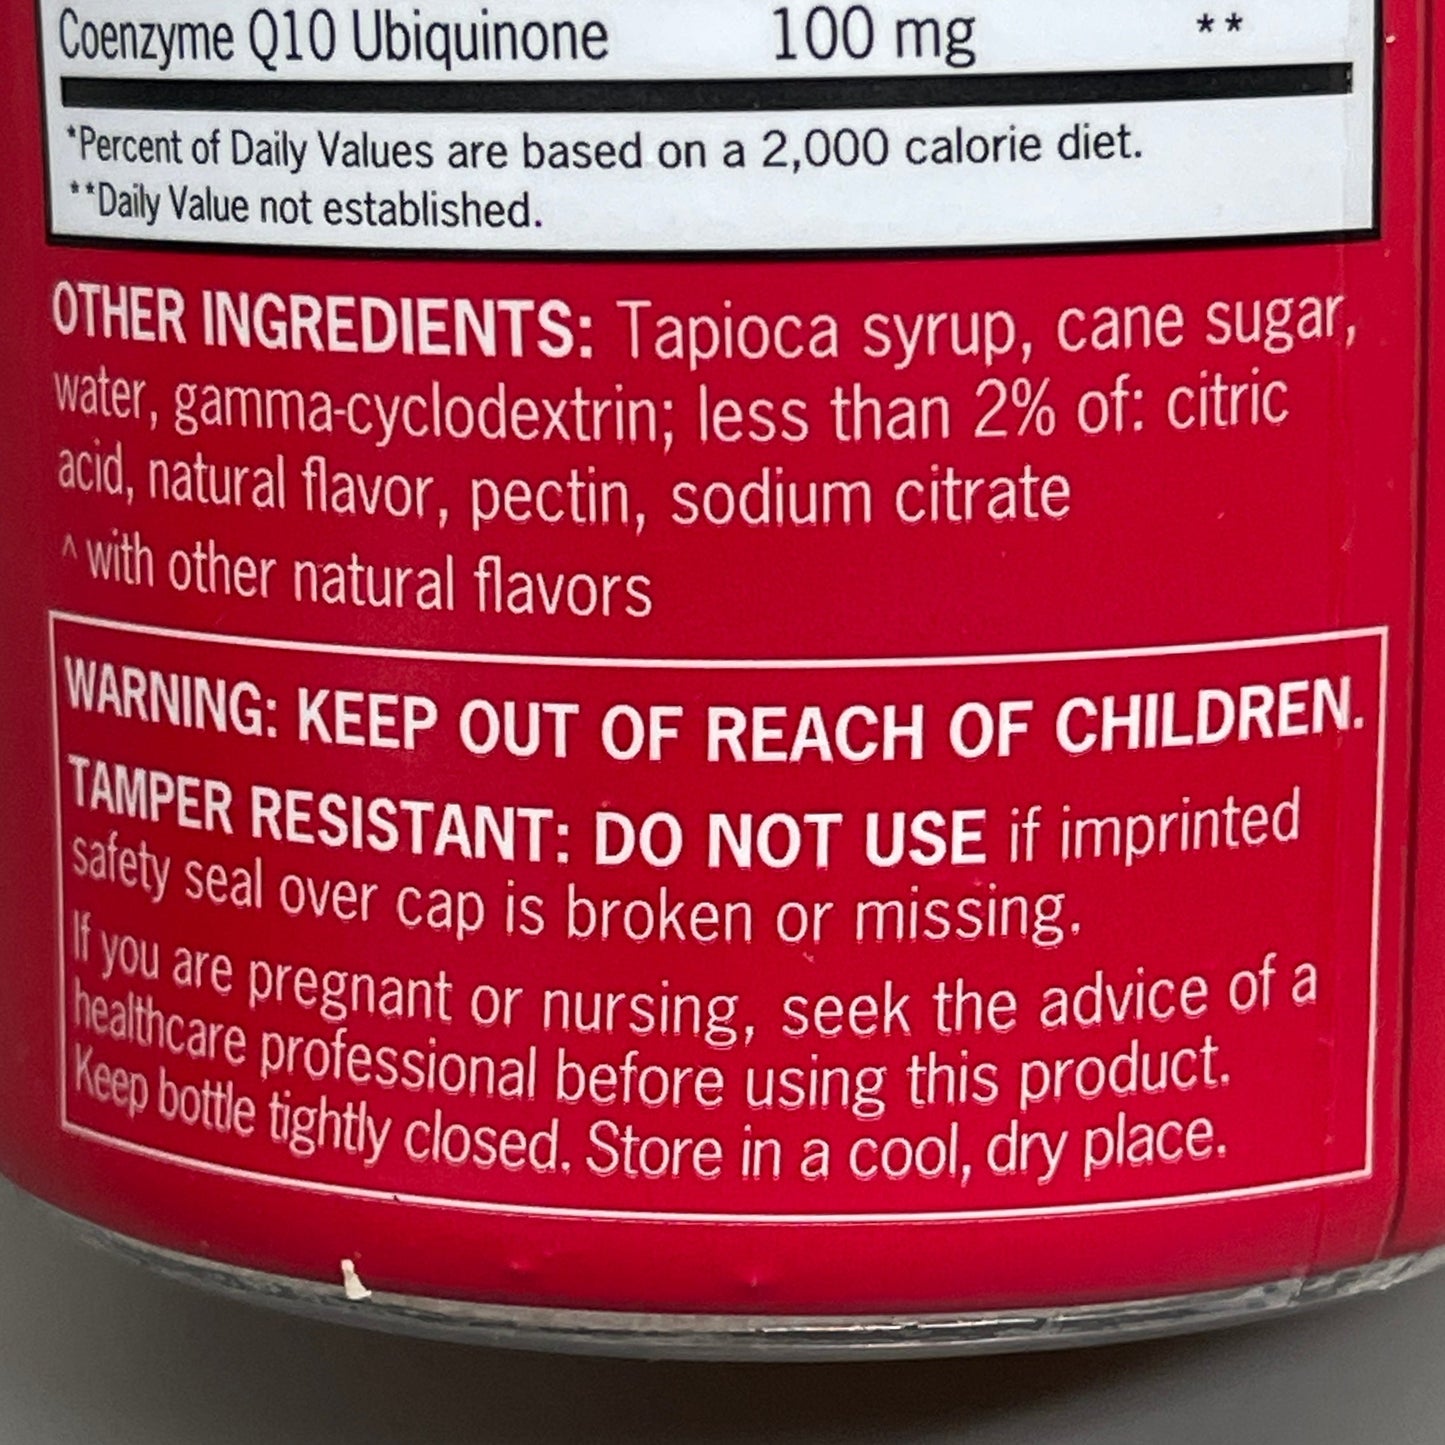 Coenzyme Q10 Ubiquinone 100 mg **
*Percent of Daily Values are based on a 2,000 calorie diet.
**Daily Value not established.
OTHER INGREDIENTS: Tapioca syrup, cane sugar,
water, gamma-cyclodextrin; less than 2% of: citric
acid, natural flavor, pectin, sodium citrate
^ with other natural flavors
WARNING: KEEP OUT OF REACH OF CHILDREN.
TAMPER RESISTANT: DO NOT USE if imprinted
safety seal over cap is broken or missing.
If you are pregnant or nursing, seek the advice of a
healthcare professional before using this product.
Keep bottle tightly closed. Store in a cool, dry place.